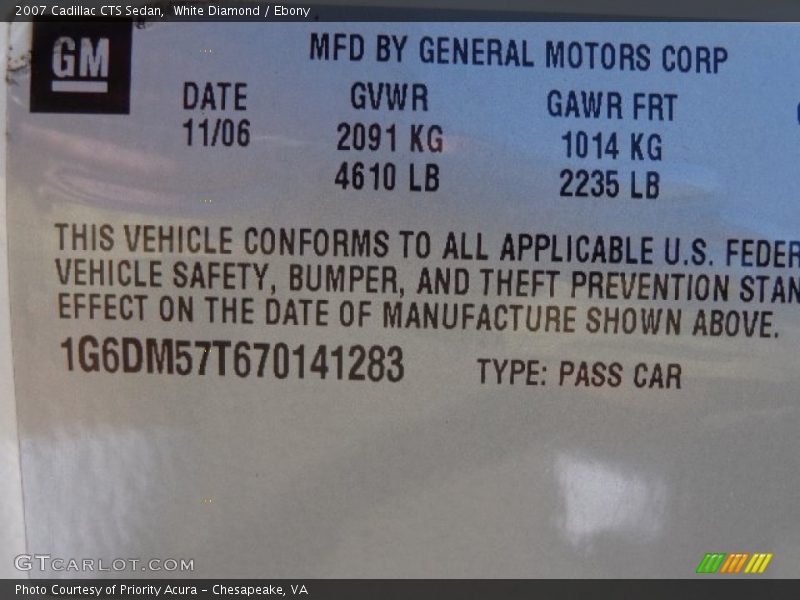 2007 Cadillac CTS Sedan, White Diamond / Ebony
GM
MFD BY GENERAL MOTORS CORP
DATE GVWR GAWR FRT
11/06 2091 KG 1014 KG
4610 LB 2235 LB
THIS VEHICLE CONFORMS TO ALL APPLICABLE U.S. FEDER
VEHICLE SAFETY, BUMPER, AND THEFT PREVENTION STAN
EFFECT ON THE DATE OF MANUFACTURE SHOWN ABOVE.
1G6DM57T670141283 TYPE: PASS CAR
GTCARLOT.COM
Photo Courtesy of Priority Acura - Chesapeake, VA